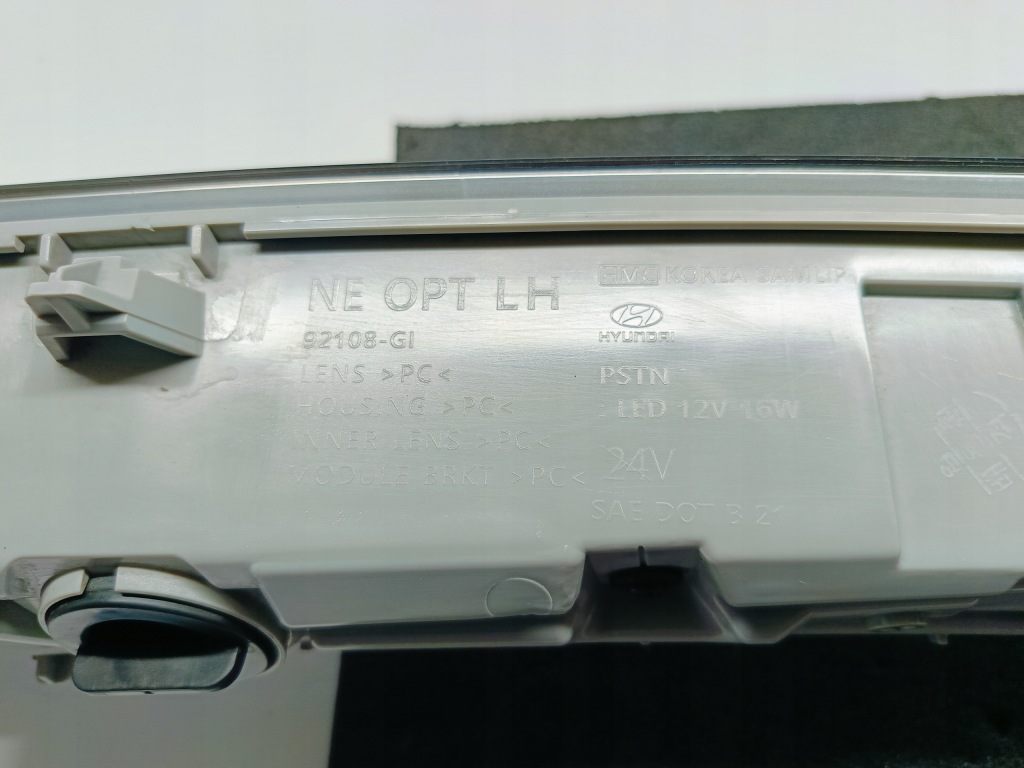 NE OPT LH
92108-GI
LENS >PC<
HOUSING >PC<
INNER LENS >PC<
MODULE BRKT >PC<
HMC KOREA SAMLIP
HYUNDAI
PSTN
: LED 12V 16W
24V
SAE DOT 3 21